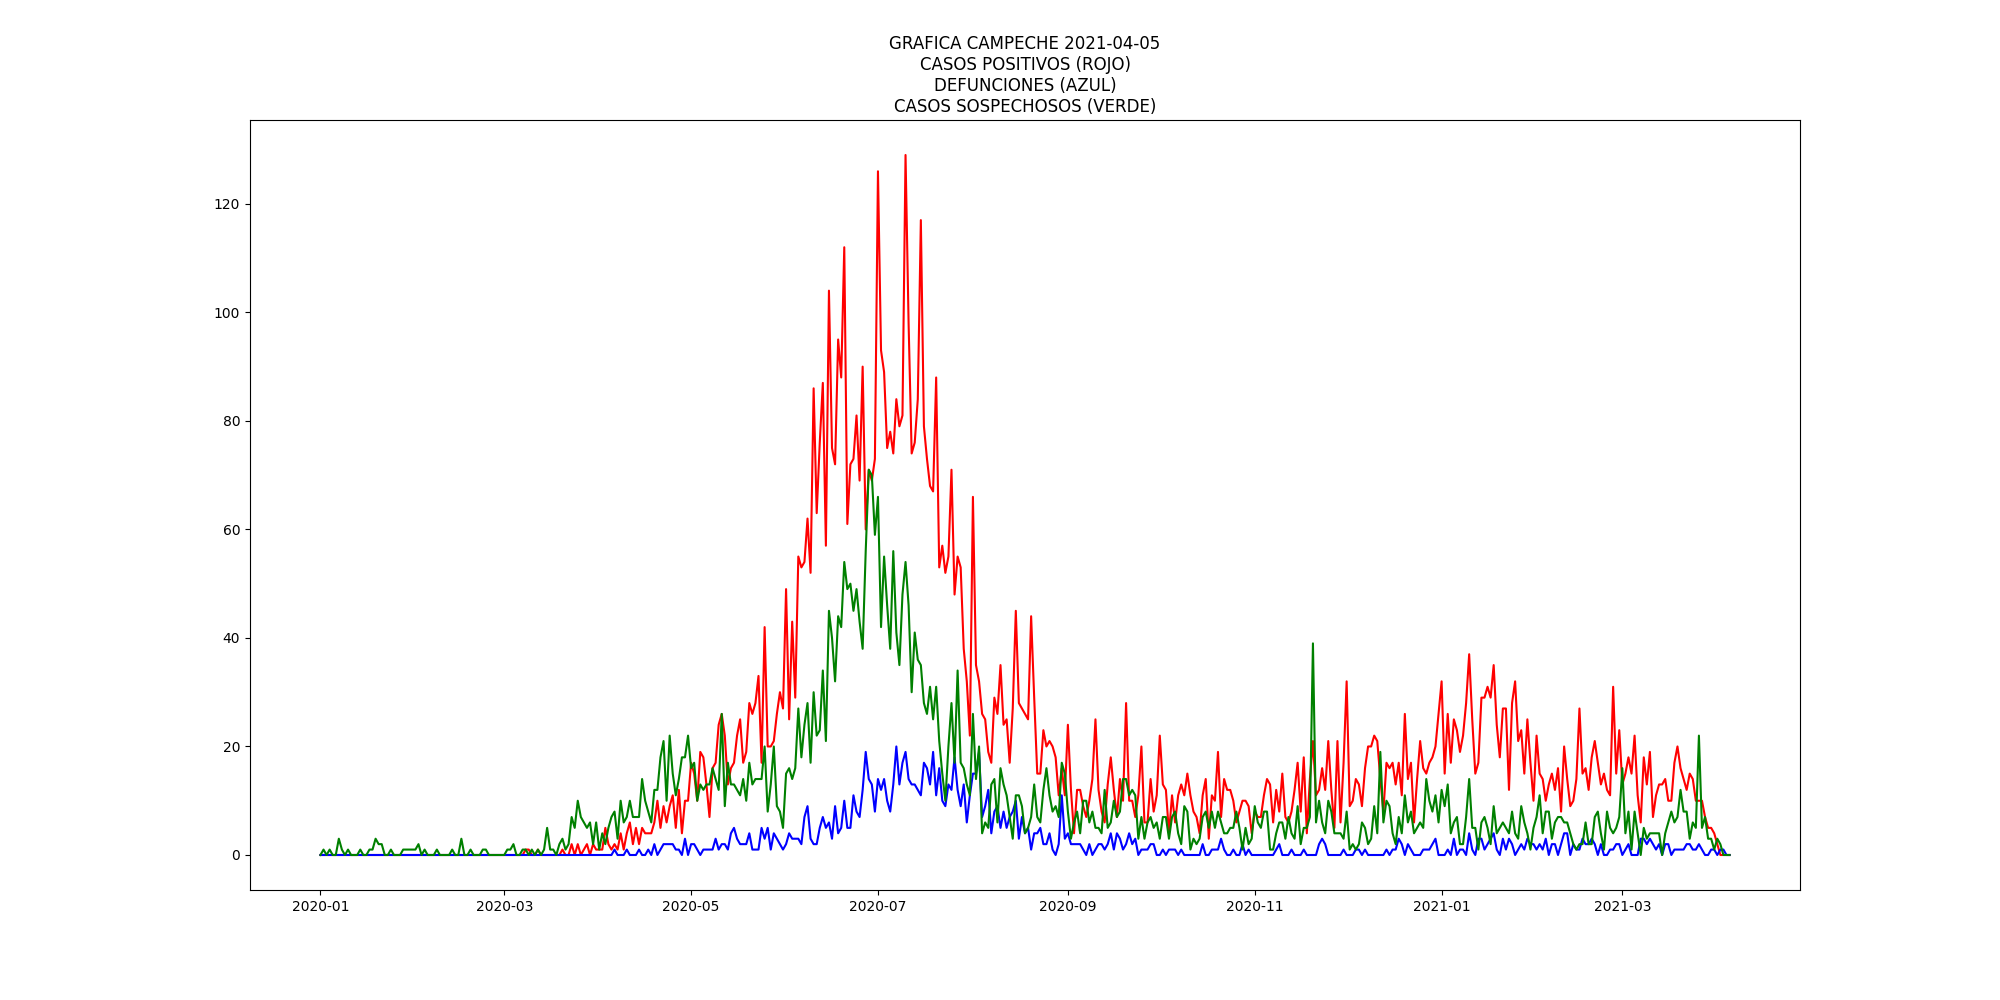 GRAFICA CAMPECHE 2021-04-05
CASOS POSITIVOS (ROJO)
DEFUNCIONES (AZUL)
CASOS SOSPECHOSOS (VERDE)
120
100
80
60
40
20
0
2020-01 2020-03 2020-05 2020-07 2020-09 2020-11 2021-01 2021-03